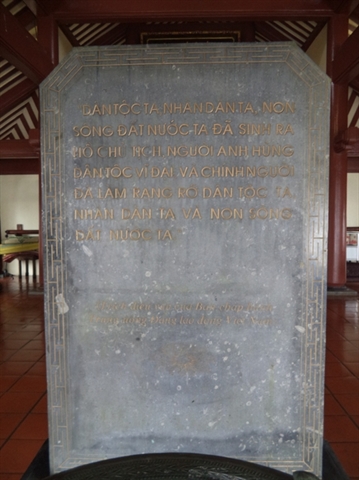 DÂN TỘC TA, NHÂN DÂN TA, NON
SÔNG ĐẤT NƯỚC TA ĐÃ SINH RA
HỒ CHỦ TỊCH, NGƯỜI ANH HÙNG
DÂN TỘC VĨ ĐẠI, VÀ CHÍNH NGƯỜI
ĐÃ LÀM RẠNG RỠ DÂN TỘC TA,
NHÂN DÂN TA VÀ NON SÔNG
ĐẤT NƯỚC TA